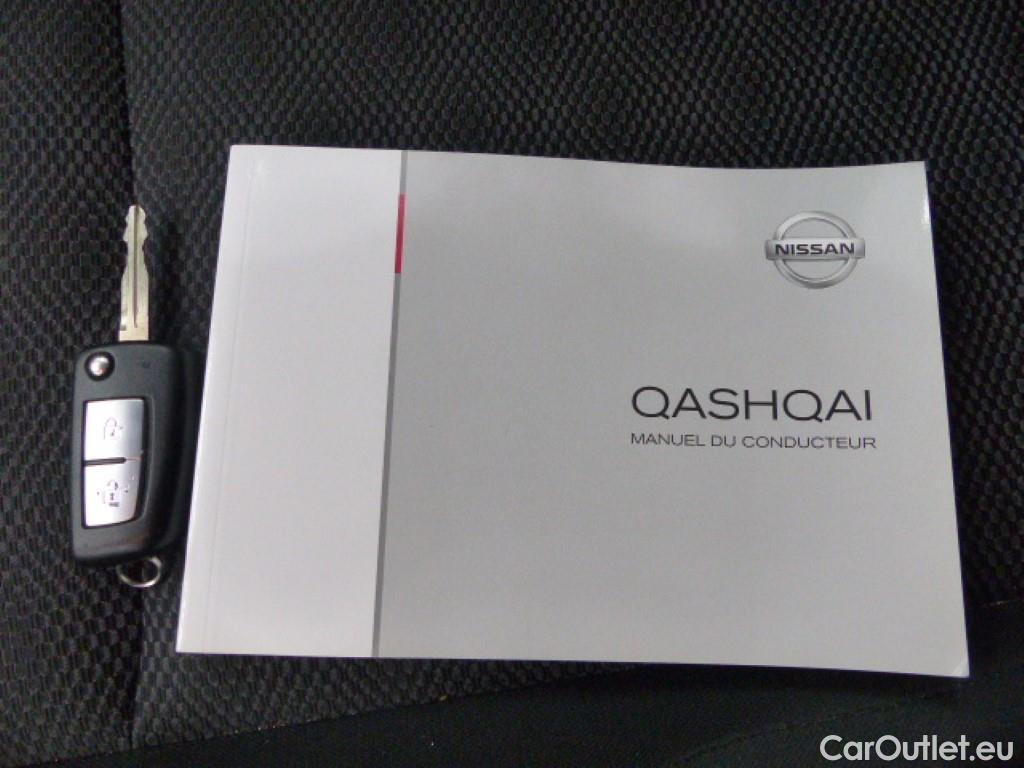 NISSAN
QASHQAI
MANUEL DU CONDUCTEUR
CarOutlet.eu